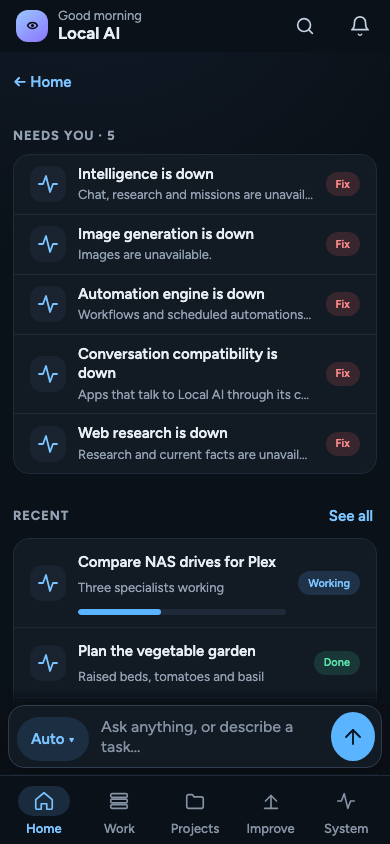 Good morning
Local AI
← Home
NEEDS YOU · 5
Intelligence is down
Chat, research and missions are unavail...
Fix
Image generation is down
Images are unavailable.
Fix
Automation engine is down
Workflows and scheduled automations...
Fix
Conversation compatibility is
down
Apps that talk to Local AI through its c...
Fix
Web research is down
Research and current facts are unavail...
Fix
RECENT
See all
Compare NAS drives for Plex
Three specialists working
Working
Plan the vegetable garden
Raised beds, tomatoes and basil
Done
Auto ▾
Ask anything, or describe a
task...
Home
Work
Projects
Improve
System